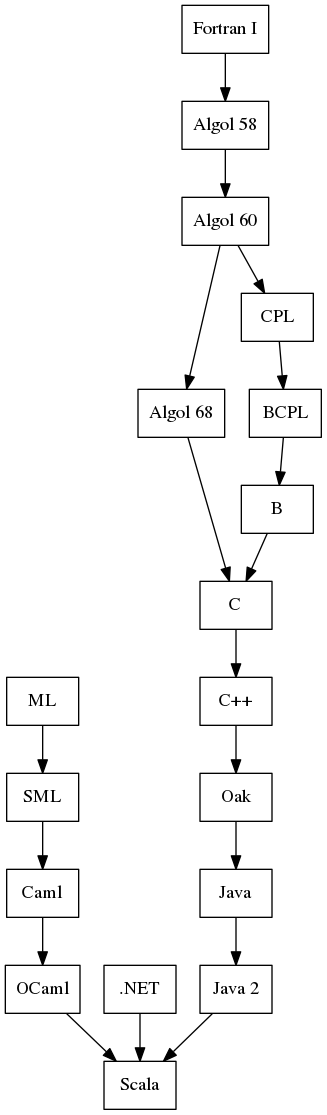 Fortran I
Algol 58
Algol 60
CPL
Algol 68
BCPL
B
C
ML
C++
SML
Oak
Caml
Java
OCaml
.NET
Java 2
Scala